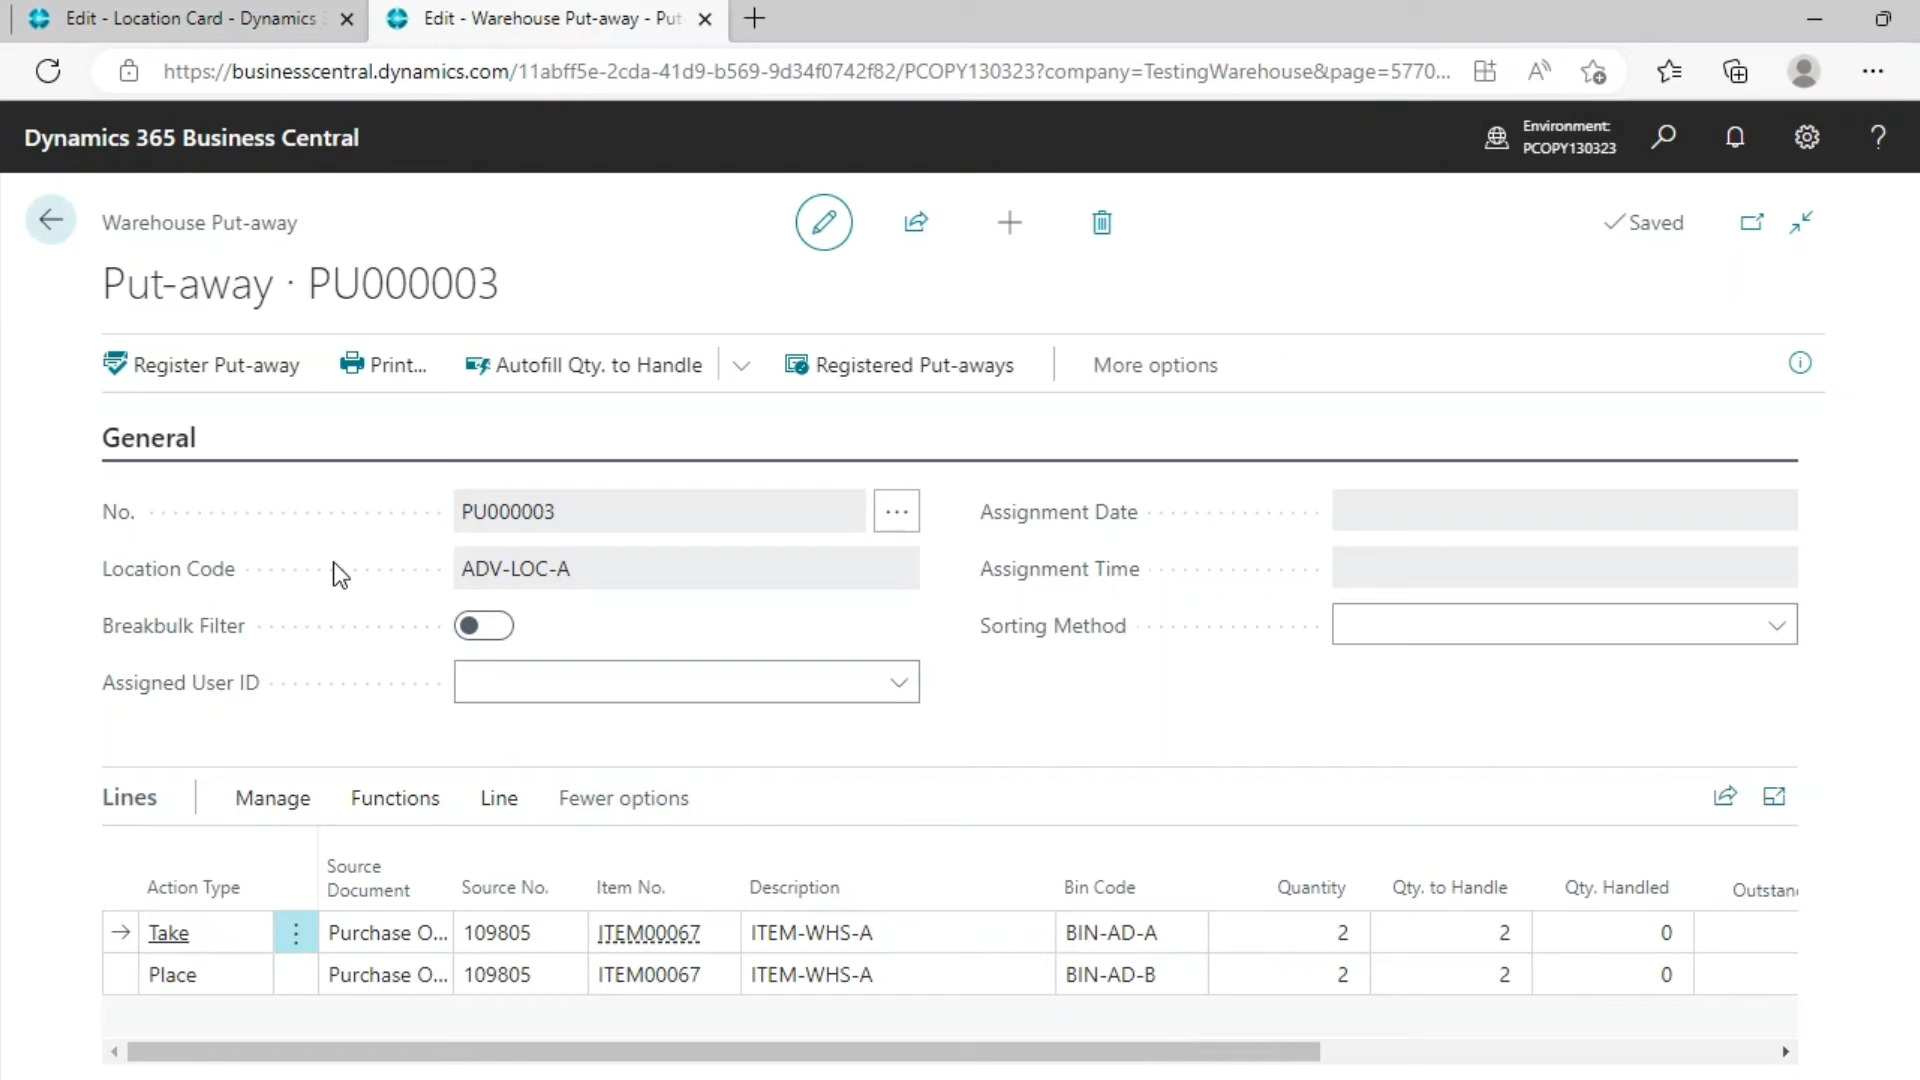 Edit - Location Card - Dynamics
Edit - Warehouse Put-away - Put
https://businesscentral.dynamics.com/11abff5e-2cda-41d9-b569-9d34f0742f82/PCOPY130323?company=TestingWarehouse&page=5770...
Dynamics 365 Business Central
Environment:
PCOPY130323
Warehouse Put-away
Saved
Put-away · PU000003
Register Put-away Print... Autofill Qty. to Handle Registered Put-aways More options
General
No. PU000003 Assignment Date
Location Code ADV-LOC-A Assignment Time
Breakbulk Filter Sorting Method
Assigned User ID
Lines Manage Functions Line Fewer options
Action Type Source Document Source No. Item No. Description Bin Code Quantity Qty. to Handle Qty. Handled Outstan
Take Purchase O... 109805 ITEM00067 ITEM-WHS-A BIN-AD-A 2 2 0
Place Purchase O... 109805 ITEM00067 ITEM-WHS-A BIN-AD-B 2 2 0